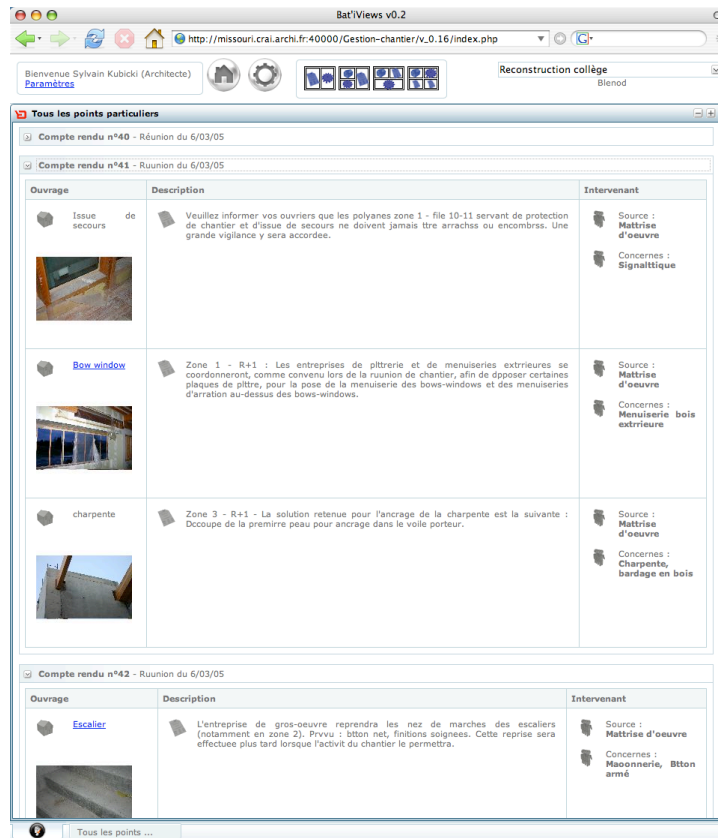 Bat'iViews v0.2
http://missouri.crai.archi.fr:40000/Gestion-chantier/v_0.16/index.php
G
Bienvenue Sylvain Kubicki (Architecte)
Paramètres
Reconstruction collège
Blenod
Tous les points particuliers
Compte rendu n°40 - Réunion du 6/03/05
Compte rendu n°41 - Ruunion du 6/03/05
Ouvrage Description Intervenant
Issue de
secours
Veuillez informer vos ouvriers que les polyanes zone 1 - file 10-11 servant de protection
de chantier et d'issue de secours ne doivent jamais ttre arrachss ou encombrss. Une
grande vigilance y sera accordee.
Source :
Mattrise
d'oeuvre
Concernes :
Signalttique
Bow window
Zone 1 - R+1 : Les entreprises de plttrerie et de menuiseries extrrieures se
coordonneront, comme convenu lors de la ruunion de chantier, afin de dpposer certaines
plaques de plttre, pour la pose de la menuiserie des bows-windows et des menuiseries
d'arration au-dessus des bows-windows.
Source :
Mattrise
d'oeuvre
Concernes :
Menuiserie bois
extrrieure
charpente
Zone 3 - R+1 - La solution retenue pour l'ancrage de la charpente est la suivante :
Dccoupe de la premirre peau pour ancrage dans le voile porteur.
Source :
Mattrise
d'oeuvre
Concernes :
Charpente,
bardage en bois
Compte rendu n°42 - Ruunion du 6/03/05
Ouvrage Description Intervenant
Escalier
L'entreprise de gros-oeuvre reprendra les nez de marches des escaliers
(notamment en zone 2). Prvvu : btton net, finitions soignees. Cette reprise sera
effectuee plus tard lorsque l'activit du chantier le permettra.
Source :
Mattrise d'oeuvre
Concernes :
Maoonnerie, Btton
armé
Tous les points ...